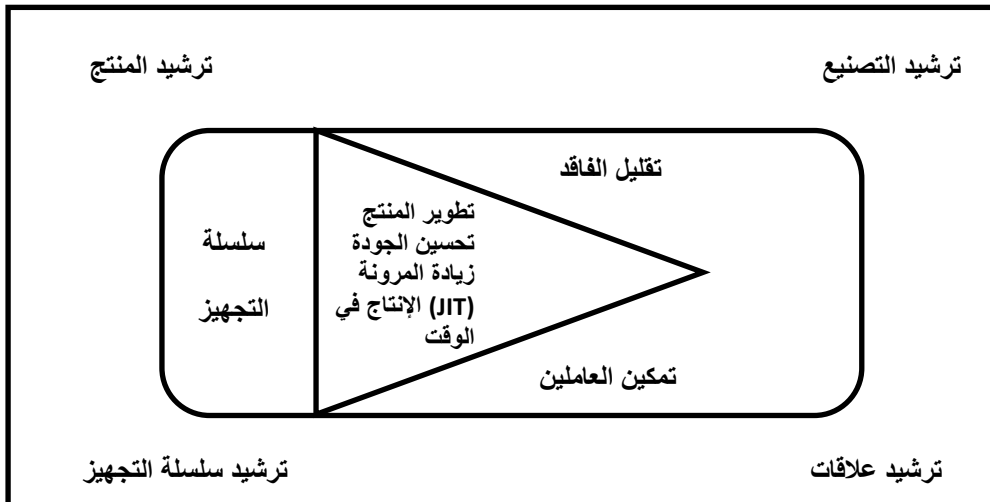 ترشيد التصنيع
ترشيد المنتج
تقليل الفاقد
تطوير المنتج
تحسين الجودة
زيادة المرونة
(JIT) الإنتاج في
الوقت
سلسلة
التجهيز
تمكين العاملين
ترشيد علاقات
ترشيد سلسلة التجهيز